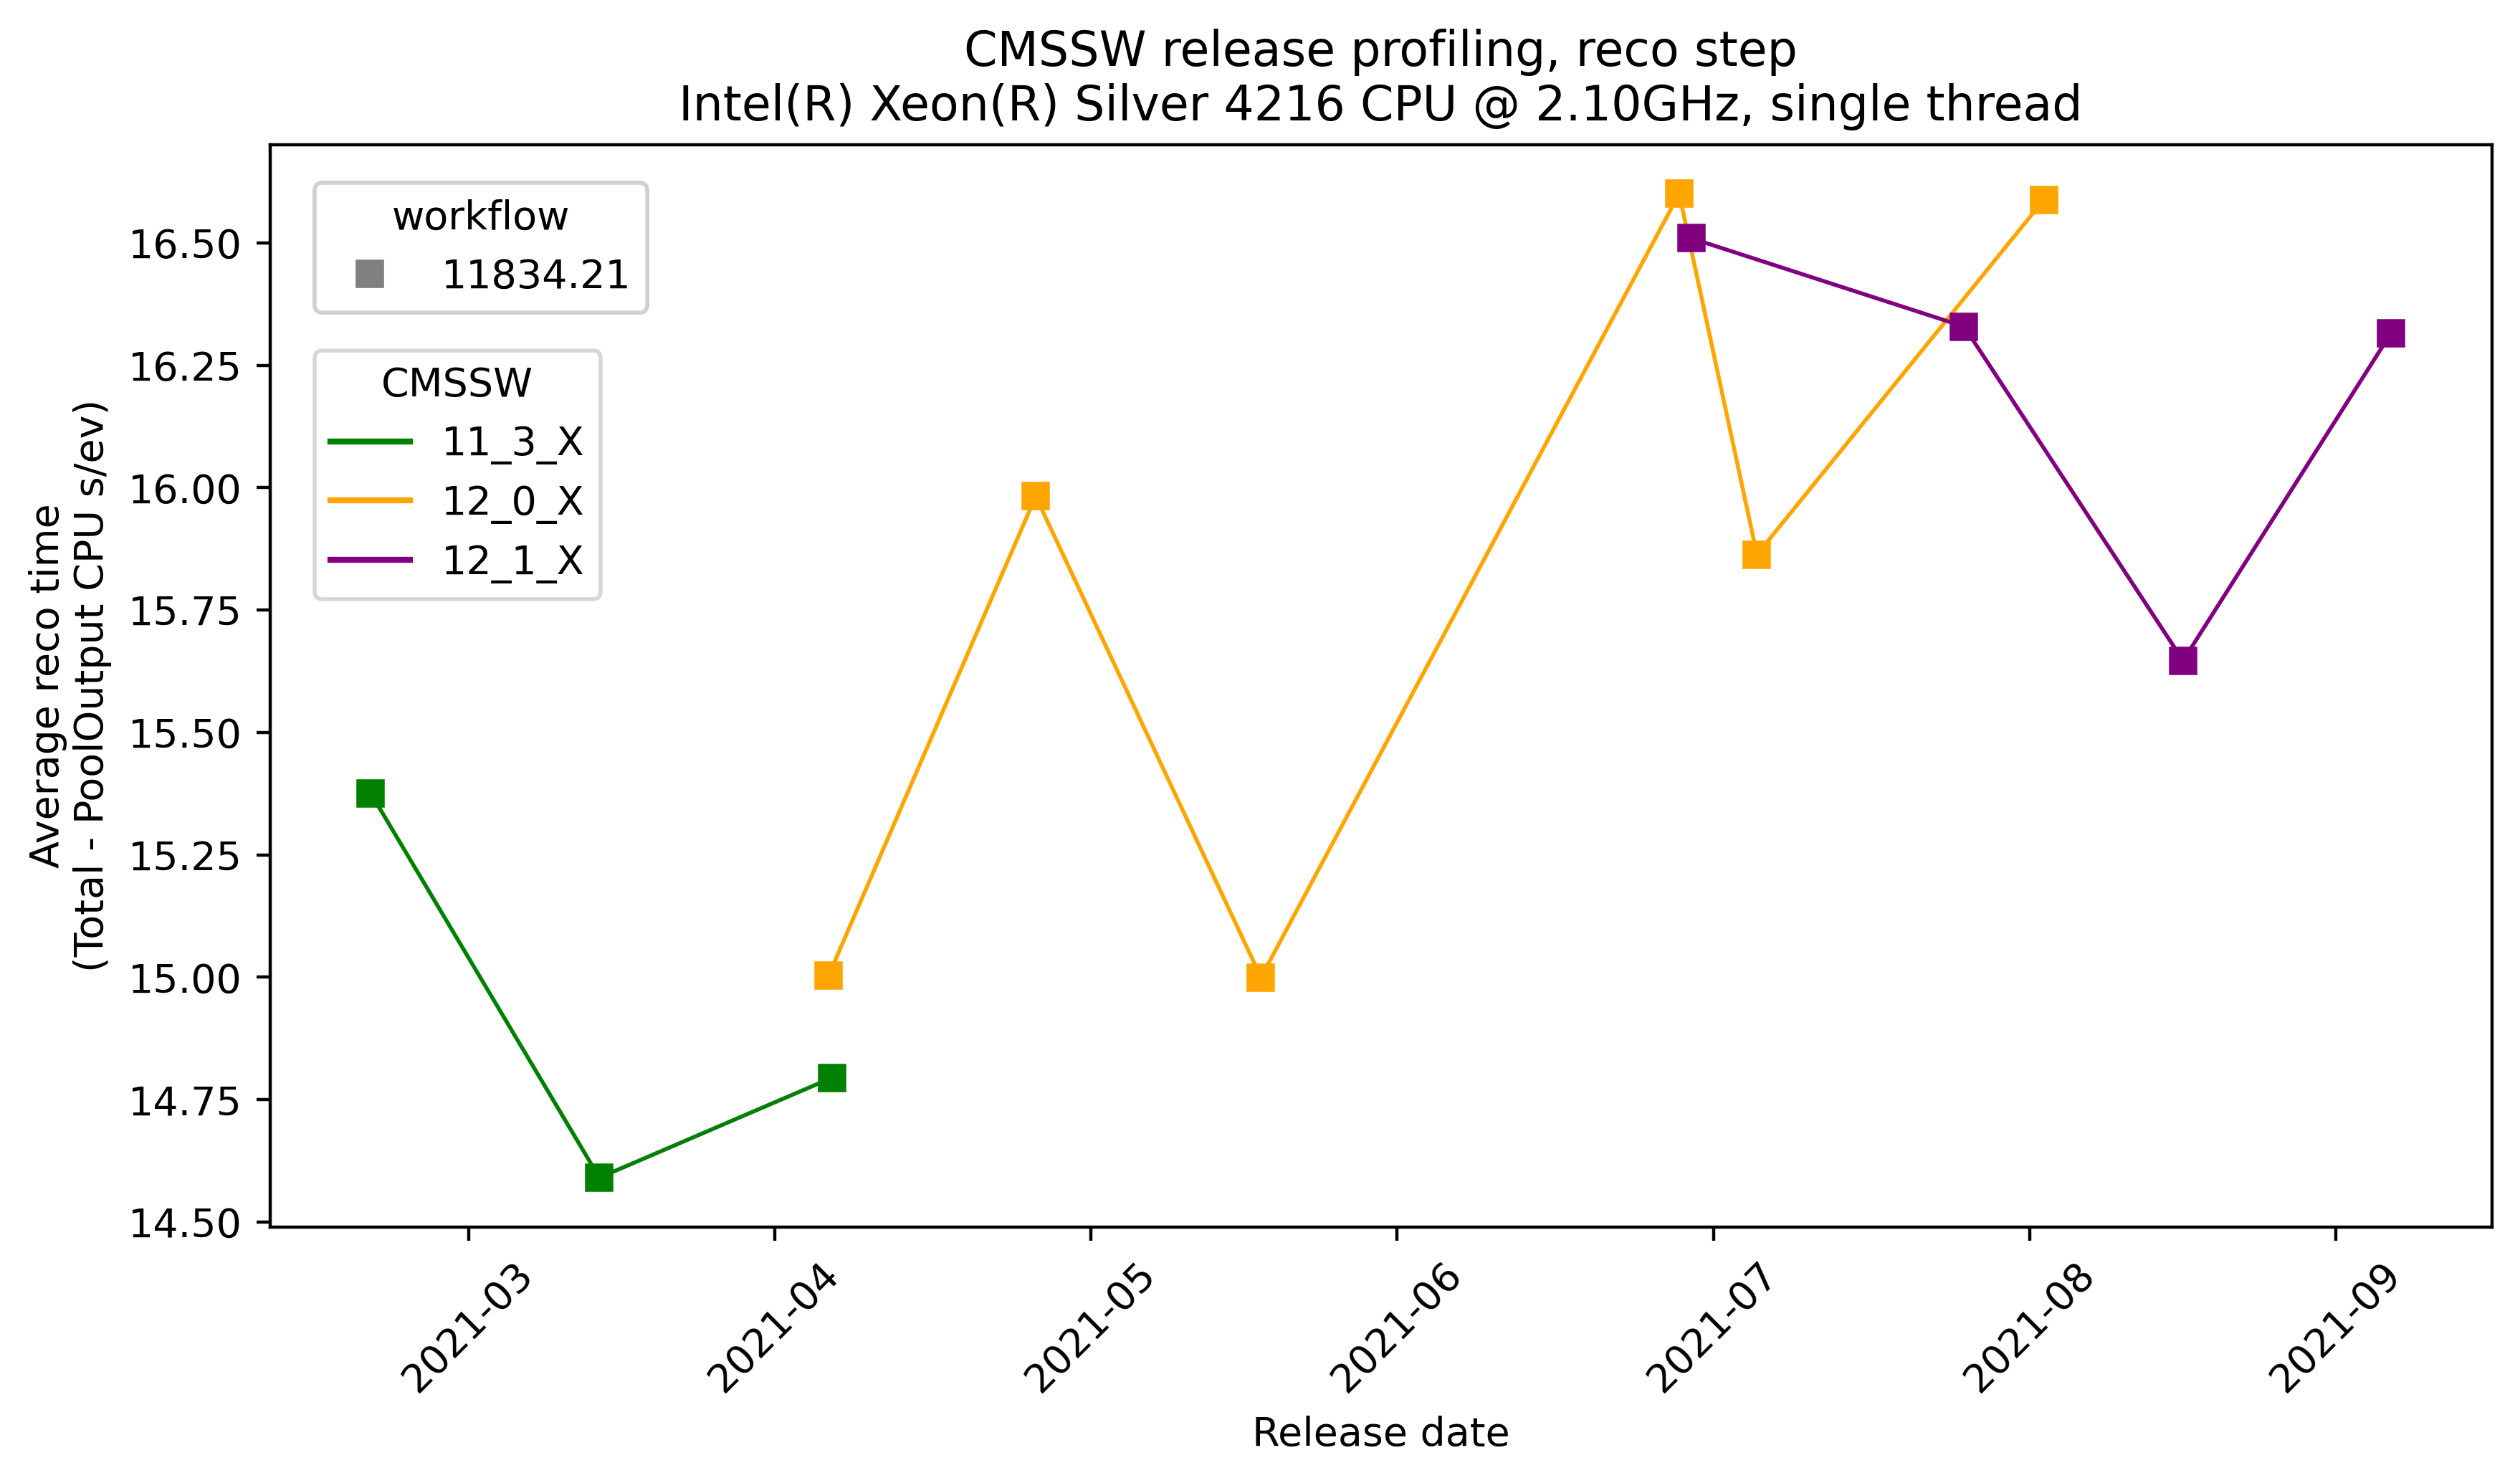 CMSSW release profiling, reco step
Intel(R) Xeon(R) Silver 4216 CPU @ 2.10GHz, single thread
workflow
11834.21
CMSSW
11_3_X
12_0_X
12_1_X
Average reco time
(Total - PoolOutput CPU s/ev)
16.50
16.25
16.00
15.75
15.50
15.25
15.00
14.75
14.50
2021-03
2021-04
2021-05
2021-06
2021-07
2021-08
2021-09
Release date